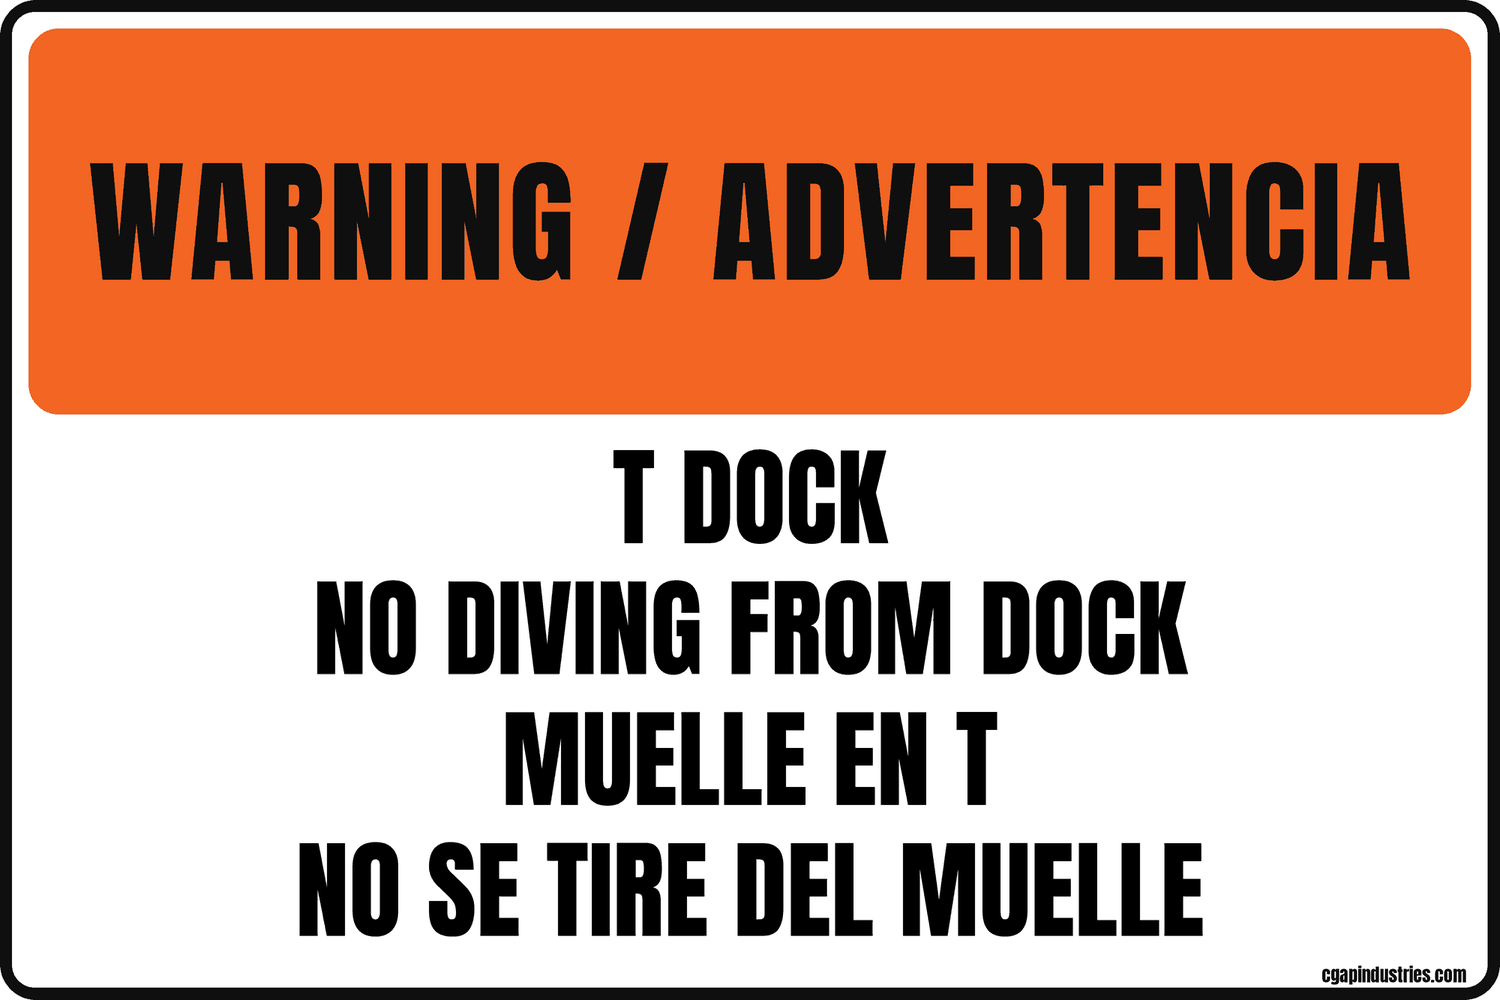 WARNING / ADVERTENCIA
T DOCK
NO DIVING FROM DOCK
MUELLE EN T
NO SE TIRE DEL MUELLE
cgapindustries.com